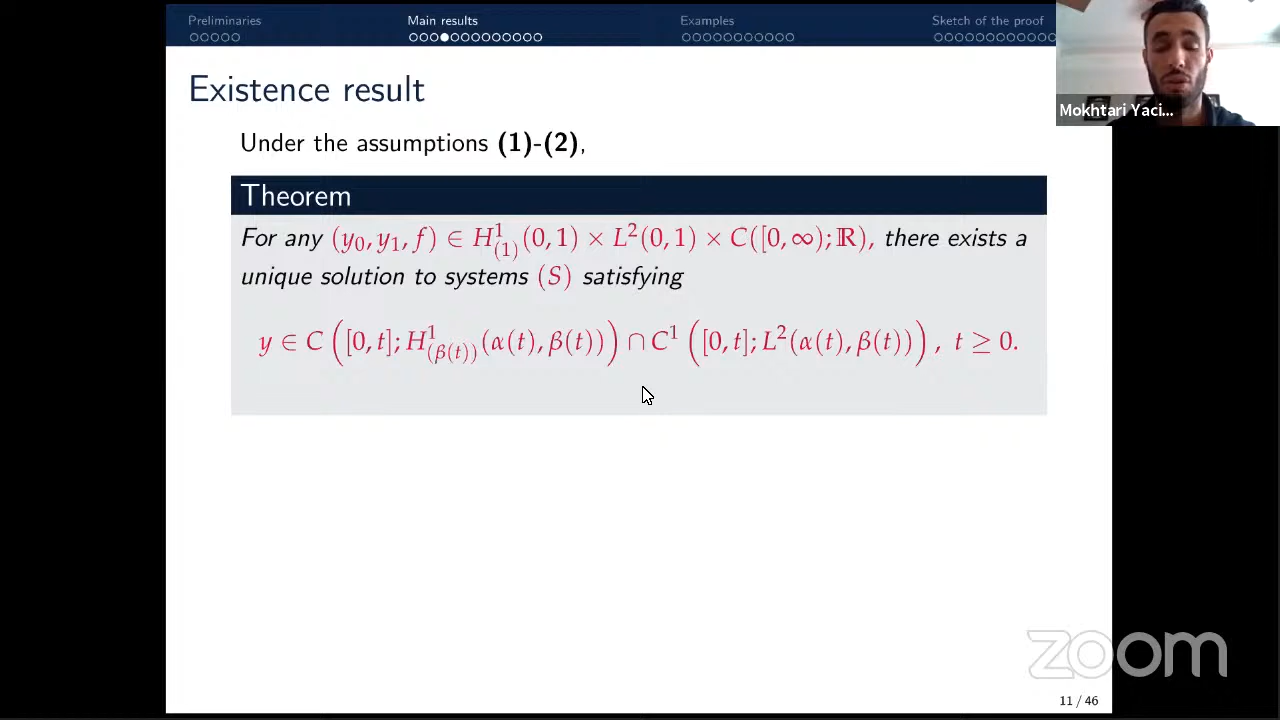 Preliminaries
Main results
Examples
Sketch of the proof
Existence result
Under the assumptions (1)-(2),
Theorem
For any (y₀, y₁, f) ∈ H¹₍₁₎(0, 1) × L²(0, 1) × C([0, ∞); ℝ), there exists a
unique solution to systems (S) satisfying
y ∈ C ([0, t]; H¹₍β(t)₎(α(t), β(t))) ∩ C¹ ([0, t]; L²(α(t), β(t))), t ≥ 0.
Mokhtari Yaci...
zoom
11 / 46